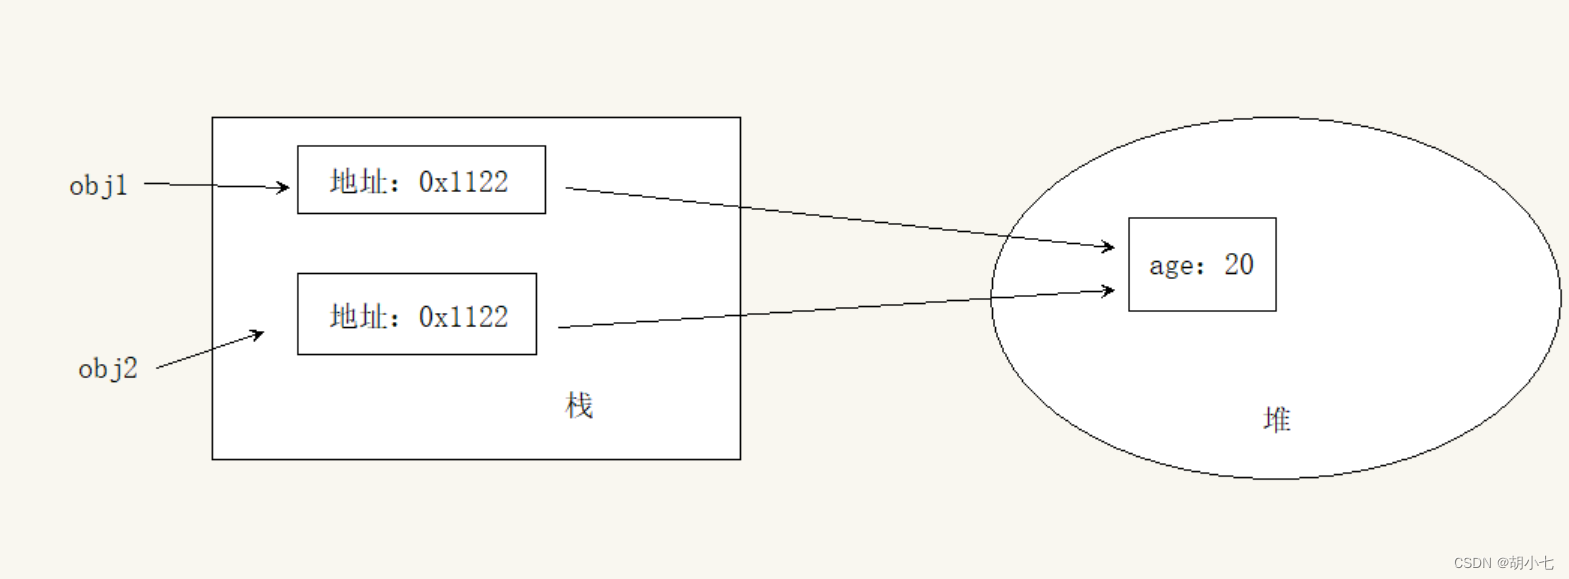 obj1
地址：0x1122
age：20
obj2
地址：0x1122
栈
堆
CSDN @胡小七